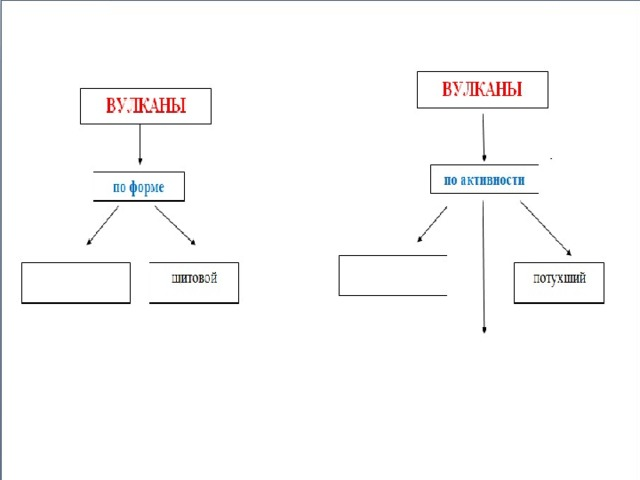 ВУЛКАНЫ
по форме
щитовой
ВУЛКАНЫ
по активности
потухший